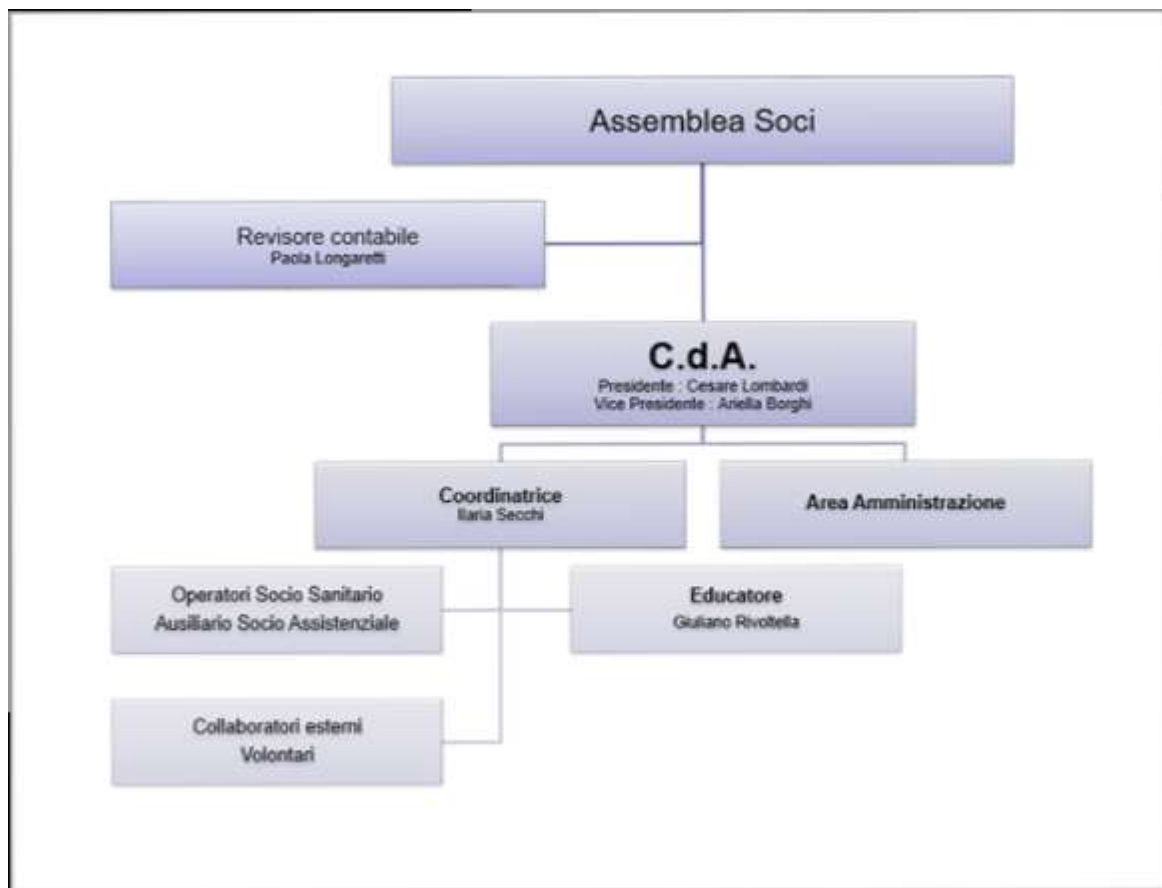 Assemblea Soci
Revisore contabile
Paola Longaretti
C.d.A.
Presidente : Cesare Lombardi
Vice Presidente : Ariella Borghi
Coordinatrice
Ilaria Secchi
Area Amministrazione
Operatori Socio Sanitario
Ausiliario Socio Assistenziale
Educatore
Giuliano Rivoltella
Collaboratori esterni
Volontari